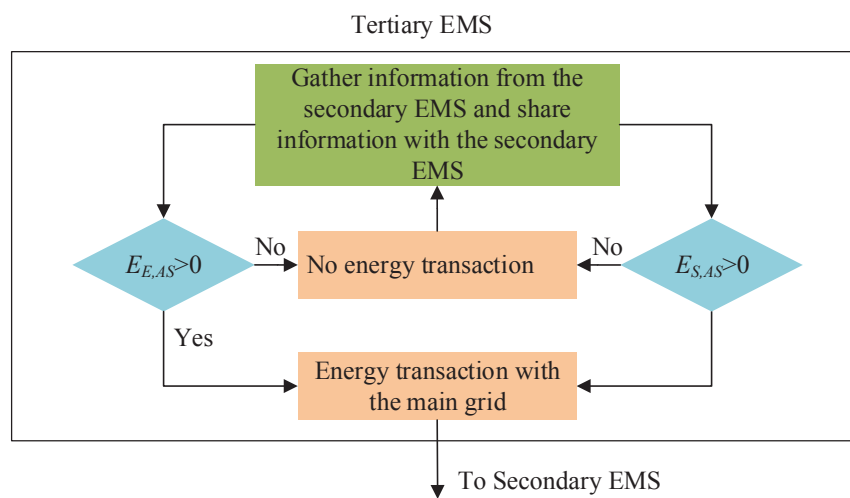 Tertiary EMS
Gather information from the
secondary EMS and share
information with the secondary
EMS
E_{E,AS}>0
No
No energy transaction
No
E_{S,AS}>0
Yes
Energy transaction with
the main grid
To Secondary EMS